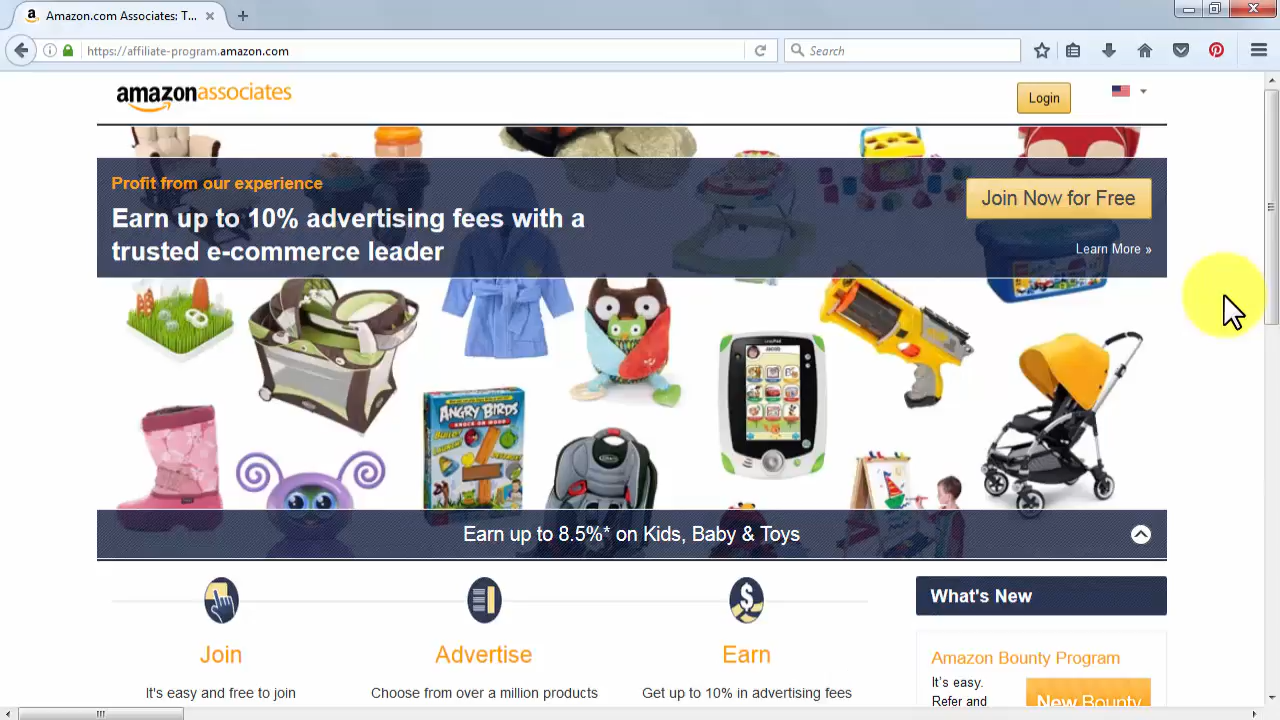 Amazon.com Associates: T...
https://affiliate-program.amazon.com
Search
amazonassociates
Login
Profit from our experience
Earn up to 10% advertising fees with a
trusted e-commerce leader
Join Now for Free
Learn More »
ANGRY BIRDS
KNOCK ON WOOD
Earn up to 8.5%* on Kids, Baby & Toys
Join
Advertise
Earn
It's easy and free to join
Choose from over a million products
Get up to 10% in advertising fees
What's New
Amazon Bounty Program
It's easy.
Refer and
New Bounty